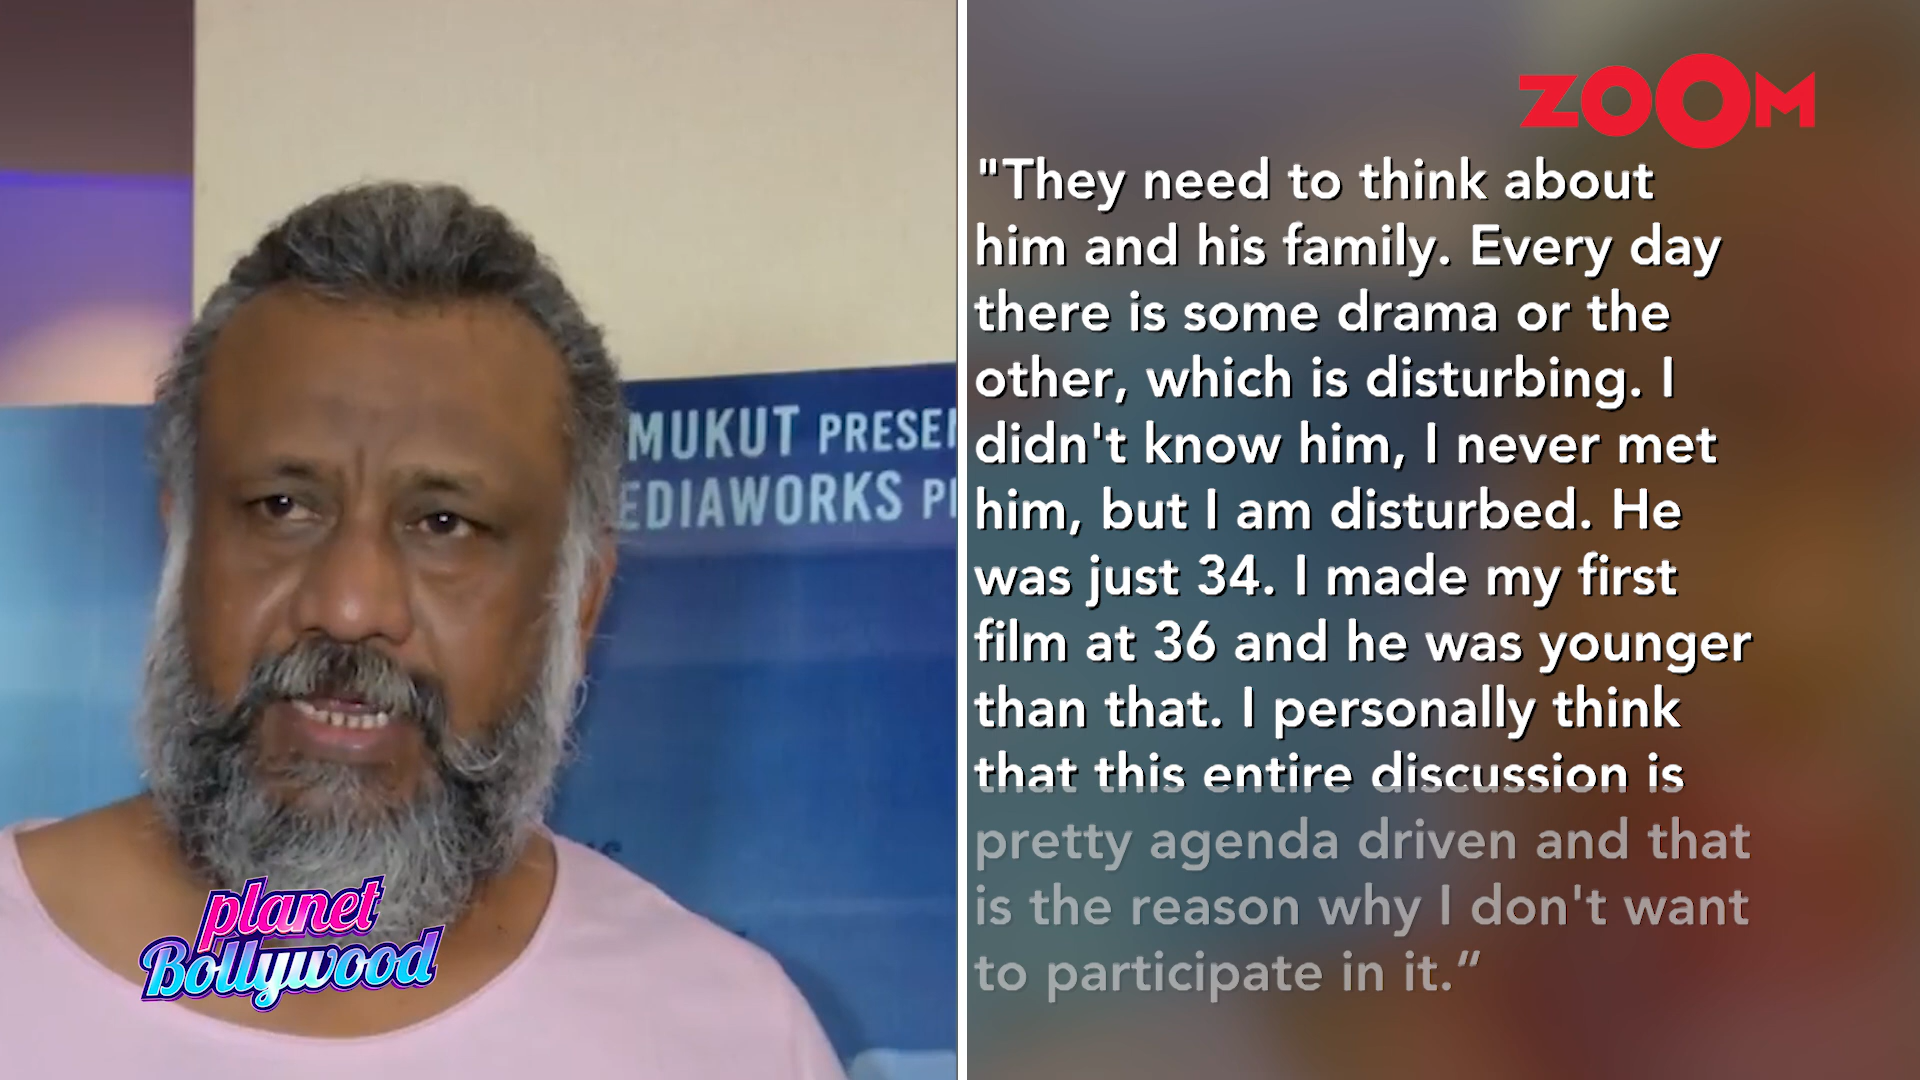 ZOOM
MUKUT PRESEN
EDIAWORKS P
planet
Bollywood
"They need to think about
him and his family. Every day
there is some drama or the
other, which is disturbing. I
didn't know him, I never met
him, but I am disturbed. He
was just 34. I made my first
film at 36 and he was younger
than that. I personally think
that this entire discussion is
pretty agenda driven and that
is the reason why I don't want
to participate in it.”